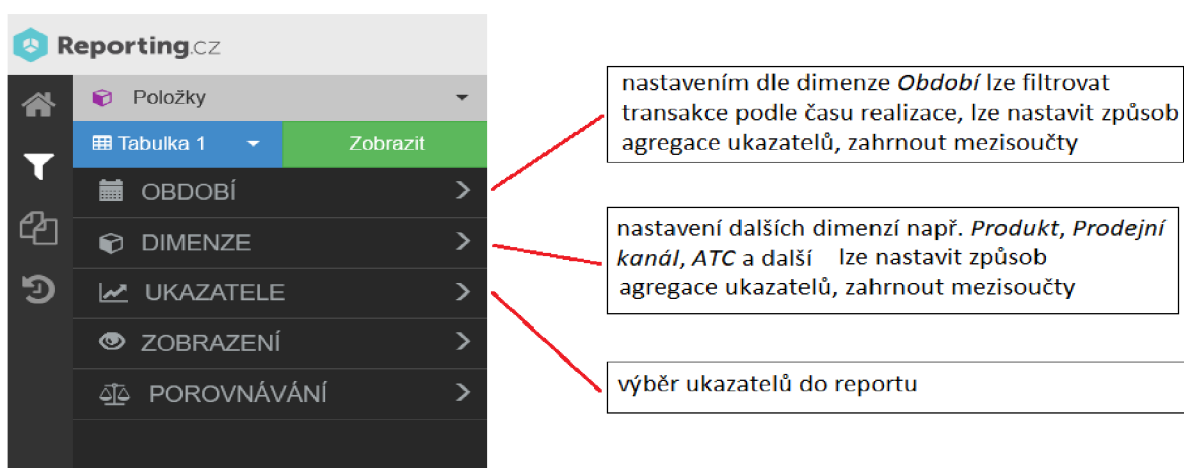 Reporting.cz
Položky
Tabulka 1 Zobrazit
OBDOBÍ
DIMENZE
UKAZATELE
ZOBRAZENÍ
POROVNÁVÁNÍ
nastavením dle dimenze Období lze filtrovat
transakce podle času realizace, lze nastavit způsob
agregace ukazatelů, zahrnout mezisoučty
nastavení dalších dimenzí např. Produkt, Prodejní
kanál, ATC a další lze nastavit způsob
agregace ukazatelů, zahrnout mezisoučty
výběr ukazatelů do reportu